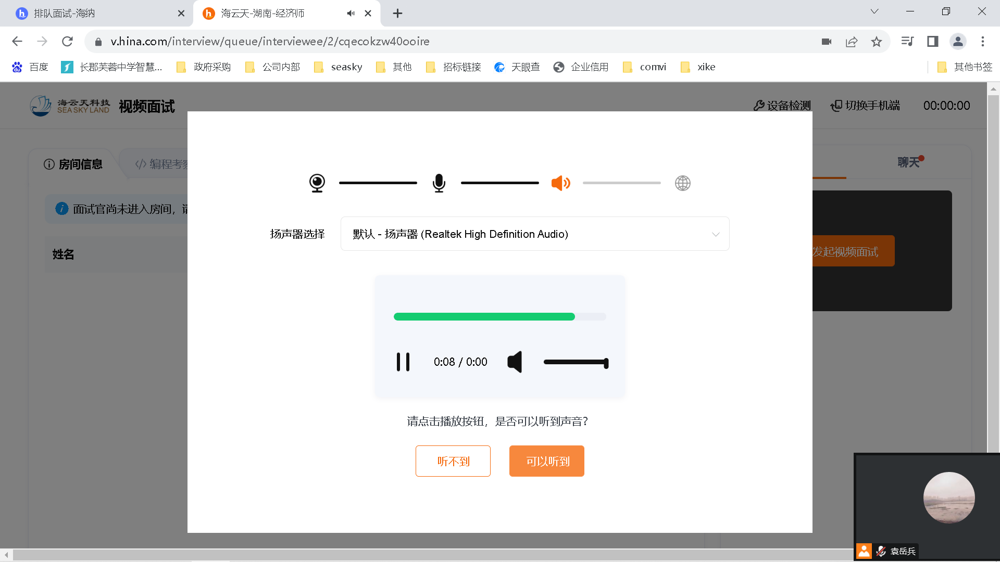 排队面试-海纳
海云天-湖南-经济师
v.hina.com/interview/queue/interviewee/2/cqecokzw40ooire
百度
长郡芙蓉中学智慧...
政府采购
公司内部
seasky
其他
招标链接
天眼查
企业信用
comvi
xike
其他书签
海云天科技
SEA SKY LAND
视频面试
设备检测
切换手机端
00:00:00
房间信息
</> 编程考察
聊天
面试官尚未进入房间，请
姓名
发起视频面试
扬声器选择
默认 - 扬声器 (Realtek High Definition Audio)
0:08 / 0:00
请点击播放按钮，是否可以听到声音?
听不到
可以听到
袁岳兵